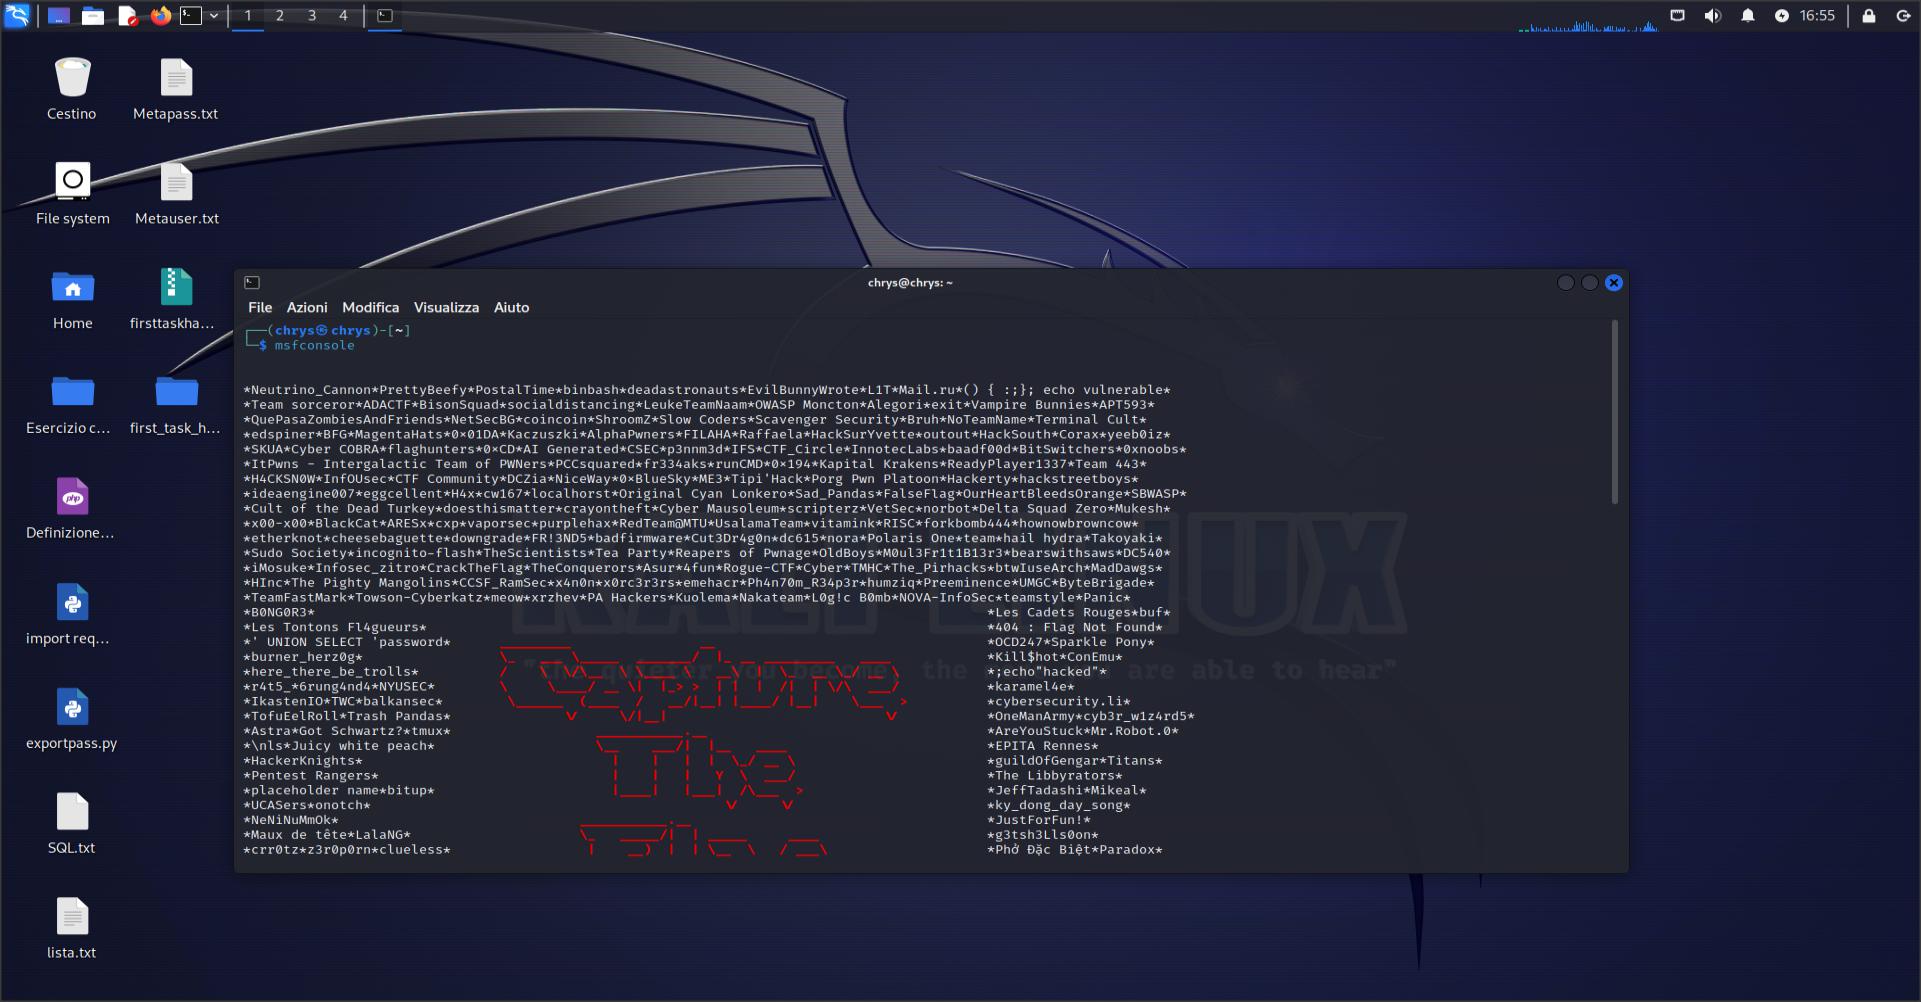 1 2 3 4
16:55
Cestino
Metapass.txt
File system
Metauser.txt
Home
firsttaskha...
Esercizio c...
first_task_h...
Definizione...
import req...
exportpass.py
SQL.txt
lista.txt
chrys@chrys: ~
File Azioni Modifica Visualizza Aiuto
(chrys㉿chrys)-[~]
$ msfconsole
*Neutrino_Cannon*PrettyBeefy*PostalTime*binbash*deadastronauts*EvilBunnyWrote*L1T*Mail.ru*() { :;}; echo vulnerable*
*Team sorceror*ADACTF*BisonSquad*socialdistancing*LeukeTeamNaam*OWASP Moncton*Alegori*exit*Vampire Bunnies*APT593*
*QuePasaZombiesAndFriends*NetSecBG*coincoin*ShroomZ*Slow Coders*Scavenger Security*Bruh*NoTeamName*Terminal Cult*
*edspiner*BFG*MagentaHats*0×01DA*Kaczuszki*AlphaPwners*FILAHA*Raffaela*HackSurYvette*outout*HackSouth*Corax*yeeb0iz*
*SKUA*Cyber COBRA*flaghunters*0×CD*AI Generated*CSEC*p3nnm3d*IFS*CTF_Circle*InnotecLabs*baadf00d*BitSwitchers*0xnoobs*
*ItPwns - Intergalactic Team of PWNers*PCCsquared*fr334aks*runCMD*0×194*Kapital Krakens*ReadyPlayer1337*Team 443*
*H4CKSN0W*InfOUsec*CTF Community*DCZia*NiceWay*0×BlueSky*ME3*Tipi'Hack*Porg Pwn Platoon*Hackerty*hackstreetboys*
*ideaengine007*eggcellent*H4x*cw167*localhorst*Original Cyan Lonkero*Sad_Pandas*FalseFlag*OurHeartBleedsOrange*SBWASP*
*Cult of the Dead Turkey*doesthismatter*crayontheft*Cyber Mausoleum*scripterz*VetSec*norbot*Delta Squad Zero*Mukesh*
*x00-x00*BlackCat*ARESx*cxp*vaporsec*purplehax*RedTeam@MTU*UsalamaTeam*vitamink*RISC*forkbomb444*hownowbrowncow*
*etherknot*cheesebaguette*downgrade*FR!3ND5*badfirmware*Cut3Dr4g0n*dc615*nora*Polaris One*team*hail hydra*Takoyaki*
*Sudo Society*incognito-flash*TheScientists*Tea Party*Reapers of Pwnage*OldBoys*M0ul3Fr1t1B13r3*bearswithsaws*DC540*
*iMosuke*Infosec_zitro*CrackTheFlag*TheConquerors*Asur*4fun*Rogue-CTF*Cyber*TMHC*The_Pirhacks*btwIuseArch*MadDawgs*
*HInc*The Pighty Mangolins*CCSF_RamSec*x4n0n*x0rc3r3rs*emehacr*Ph4n70m_R34p3r*humziq*Preeminence*UMGC*ByteBrigade*
*TeamFastMark*Towson-Cyberkatz*meow*xrzhev*PA Hackers*Kuolema*Nakateam*L0g!c B0mb*NOVA-InfoSec*teamstyle*Panic*
*B0NG0R3* *Les Cadets Rouges*buf*
*Les Tontons Fl4gueurs* *404 : Flag Not Found*
*' UNION SELECT 'password* *OCD247*Sparkle Pony*
*burner_herz0g* *Kill$hot*ConEmu*
*here_there_be_trolls* *;echo"hacked"*
*r4t5_*6rung4nd4*NYUSEC* *karamel4e*
*IkastenIO*TWC*balkansec* *cybersecurity.li*
*TofuEelRoll*Trash Pandas* *OneManArmy*cyb3r_w1z4rd5*
*Astra*Got Schwartz?*tmux* *AreYouStuck*Mr.Robot.0*
*\nls*Juicy white peach* *EPITA Rennes*
*HackerKnights* *guildOfGengar*Titans*
*Pentest Rangers* *The Libbyrators*
*placeholder name*bitup* *JeffTadashi*Mikeal*
*UCASers*onotch* *ky_dong_day_song*
*NeNiNuMmOk* *JustForFun!*
*Maux de tête*LalaNG* *g3tsh3Lls0on*
*crr0tz*z3r0p0rn*clueless* *Phở Đặc Biệt*Paradox*
Capture
The
KALI LINUX
"the quieter you become, the more you are able to hear"